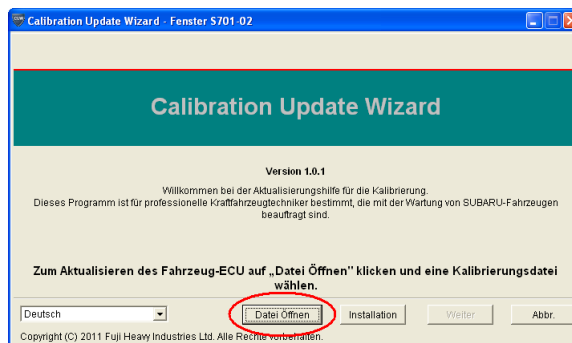 Calibration Update Wizard - Fenster S701-02
Calibration Update Wizard
Version 1.0.1
Willkommen bei der Aktualisierungshilfe für die Kalibrierung.
Dieses Programm ist für professionelle Kraftfahrzeugtechniker bestimmt, die mit der Wartung von SUBARU-Fahrzeugen
beauftragt sind.
Zum Aktualisieren des Fahrzeug-ECU auf „Datei Öffnen" klicken und eine Kalibrierungsdatei
wählen.
Deutsch
Datei Öffnen
Installation
Weiter
Abbr.
Copyright (C) 2011 Fuji Heavy Industries Ltd. Alle Rechte vorbehalten.